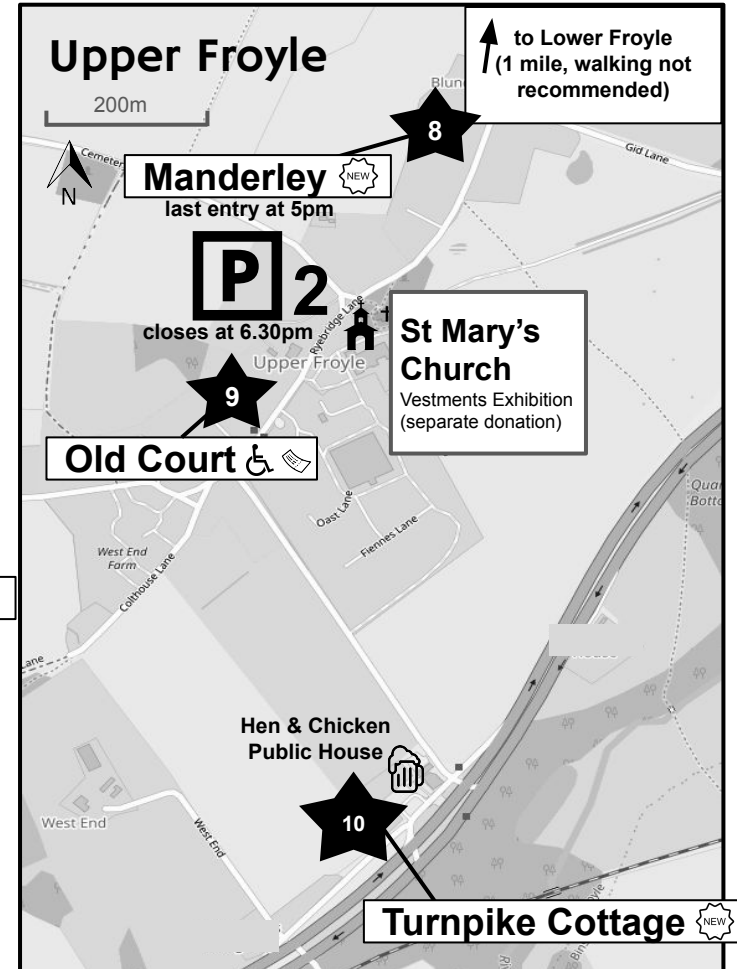 Upper Froyle
to Lower Froyle
(1 mile, walking not
recommended)
200m
8
Gid Lane
N
Manderley NEW
last entry at 5pm
P 2
closes at 6.30pm
Ryebridge Lane
Upper Froyle
St Mary's
Church
Vestments Exhibition
(separate donation)
9
Old Court
Oast Lane
Fiennes Lane
West End
Farm
Colthouse Lane
Hen & Chicken
Public House
10
West End
West End
Turnpike Cottage NEW